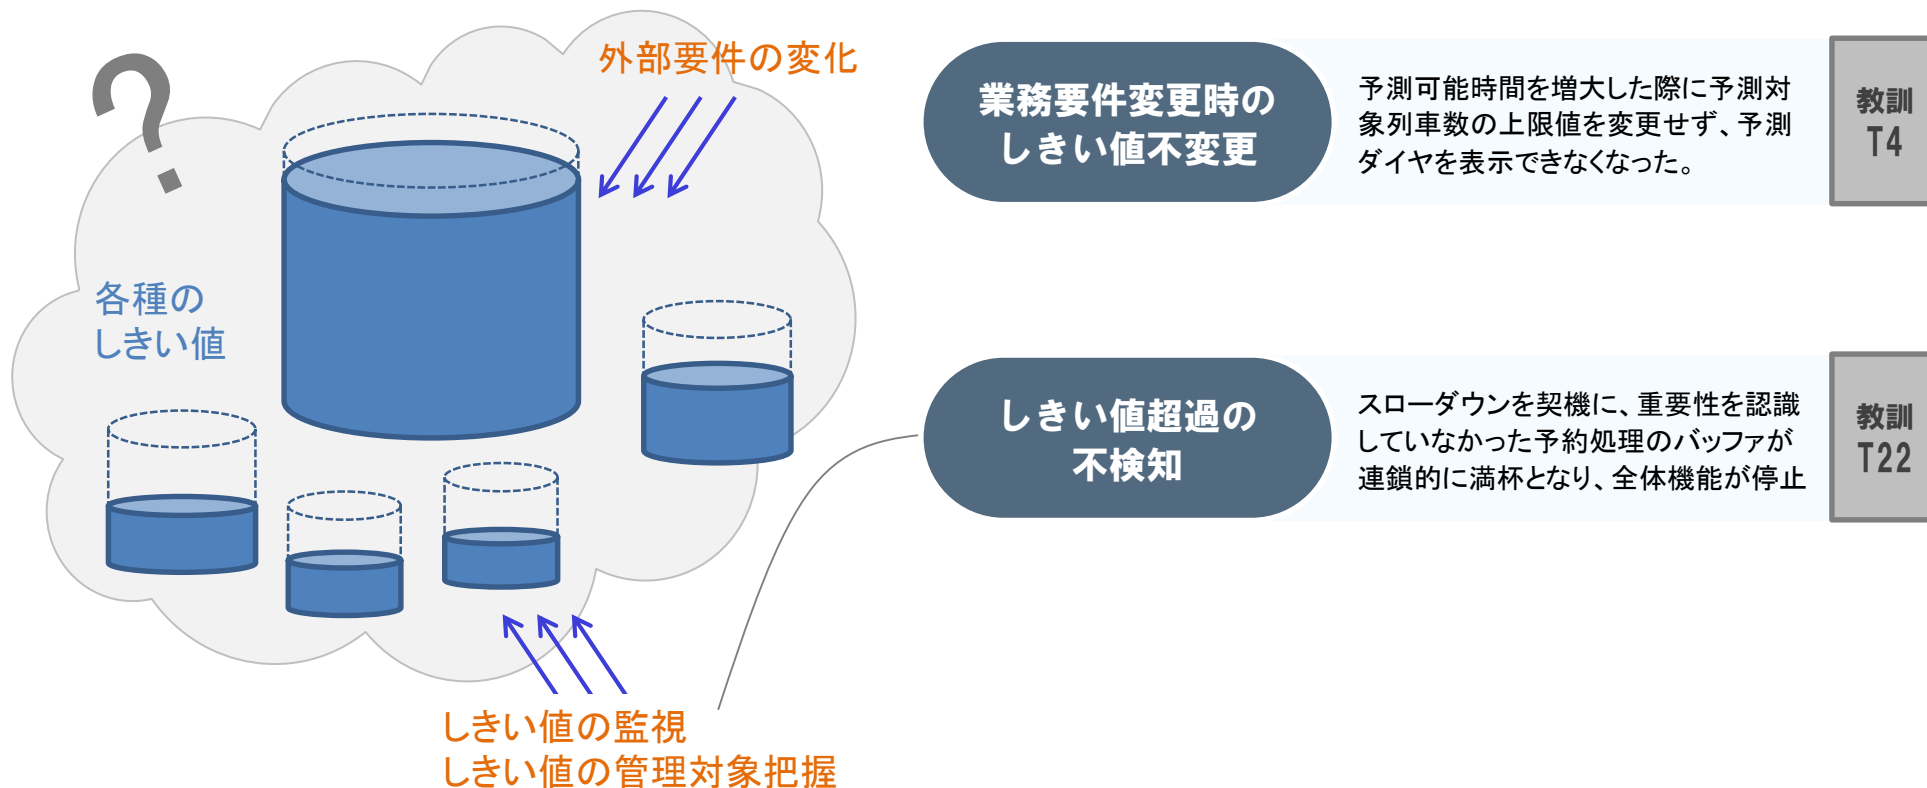 ?
外部要件の変化
各種の
しきい値
しきい値の監視
しきい値の管理対象把握
業務要件変更時の
しきい値不変更
予測可能時間を増大した際に予測対
象列車数の上限値を変更せず、予測
ダイヤを表示できなくなった。
教訓
T4
しきい値超過の
不検知
スローダウンを契機に、重要性を認識
していなかった予約処理のバッファが
連鎖的に満杯となり、全体機能が停止
教訓
T22